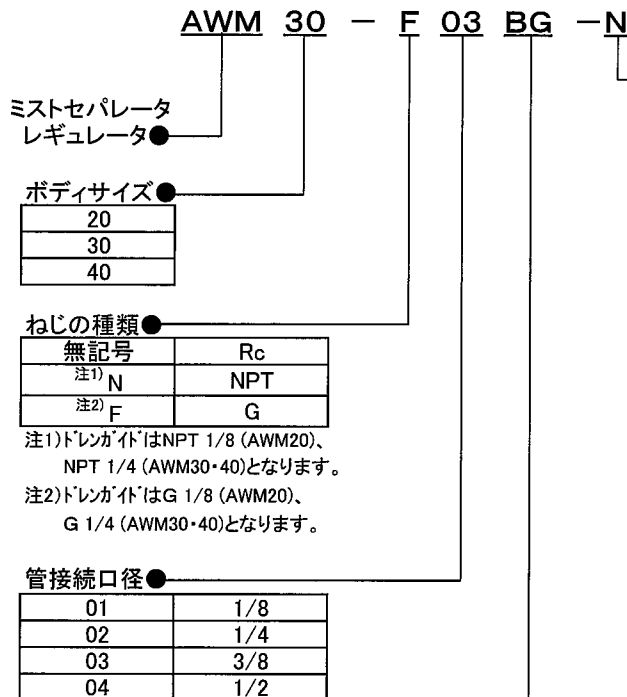 AWM 30 － F 03 BG －N
ミストセパレータ
レギュレータ●
ボディサイズ●
20
30
40
ねじの種類●
無記号 Rc
注1) N NPT
注2) F G
注1)ﾄﾞﾚﾝｶﾞｲﾄﾞはNPT 1/8 (AWM20)、
NPT 1/4 (AWM30・40)となります。
注2)ﾄﾞﾚﾝｶﾞｲﾄﾞはG 1/8 (AWM20)、
G 1/4 (AWM30・40)となります。
管接続口径●
01 1/8
02 1/4
03 3/8
04 1/2